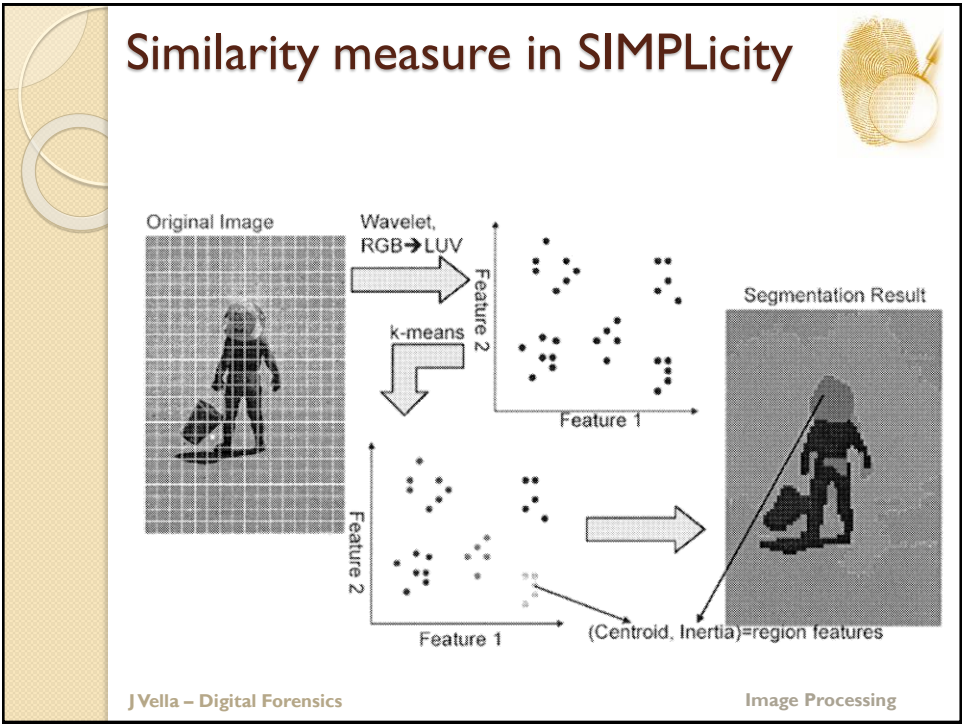 Similarity measure in SIMPLicity
Original Image
Wavelet,
RGB➔LUV
Feature 2
Feature 1
k-means
Segmentation Result
Feature 2
Feature 1
(Centroid, Inertia)=region features
J Vella – Digital Forensics
Image Processing